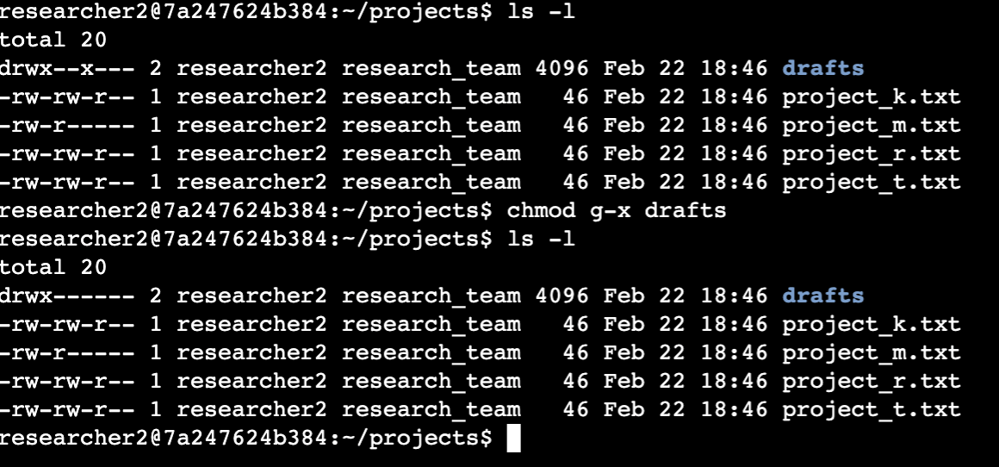 researcher2@7a247624b384:~/projects$ ls -l
total 20
drwx--x--- 2 researcher2 research_team 4096 Feb 22 18:46 drafts
-rw-rw-r-- 1 researcher2 research_team   46 Feb 22 18:46 project_k.txt
-rw-r----- 1 researcher2 research_team   46 Feb 22 18:46 project_m.txt
-rw-rw-r-- 1 researcher2 research_team   46 Feb 22 18:46 project_r.txt
-rw-rw-r-- 1 researcher2 research_team   46 Feb 22 18:46 project_t.txt
researcher2@7a247624b384:~/projects$ chmod g-x drafts
researcher2@7a247624b384:~/projects$ ls -l
total 20
drwx------ 2 researcher2 research_team 4096 Feb 22 18:46 drafts
-rw-rw-r-- 1 researcher2 research_team   46 Feb 22 18:46 project_k.txt
-rw-r----- 1 researcher2 research_team   46 Feb 22 18:46 project_m.txt
-rw-rw-r-- 1 researcher2 research_team   46 Feb 22 18:46 project_r.txt
-rw-rw-r-- 1 researcher2 research_team   46 Feb 22 18:46 project_t.txt
researcher2@7a247624b384:~/projects$